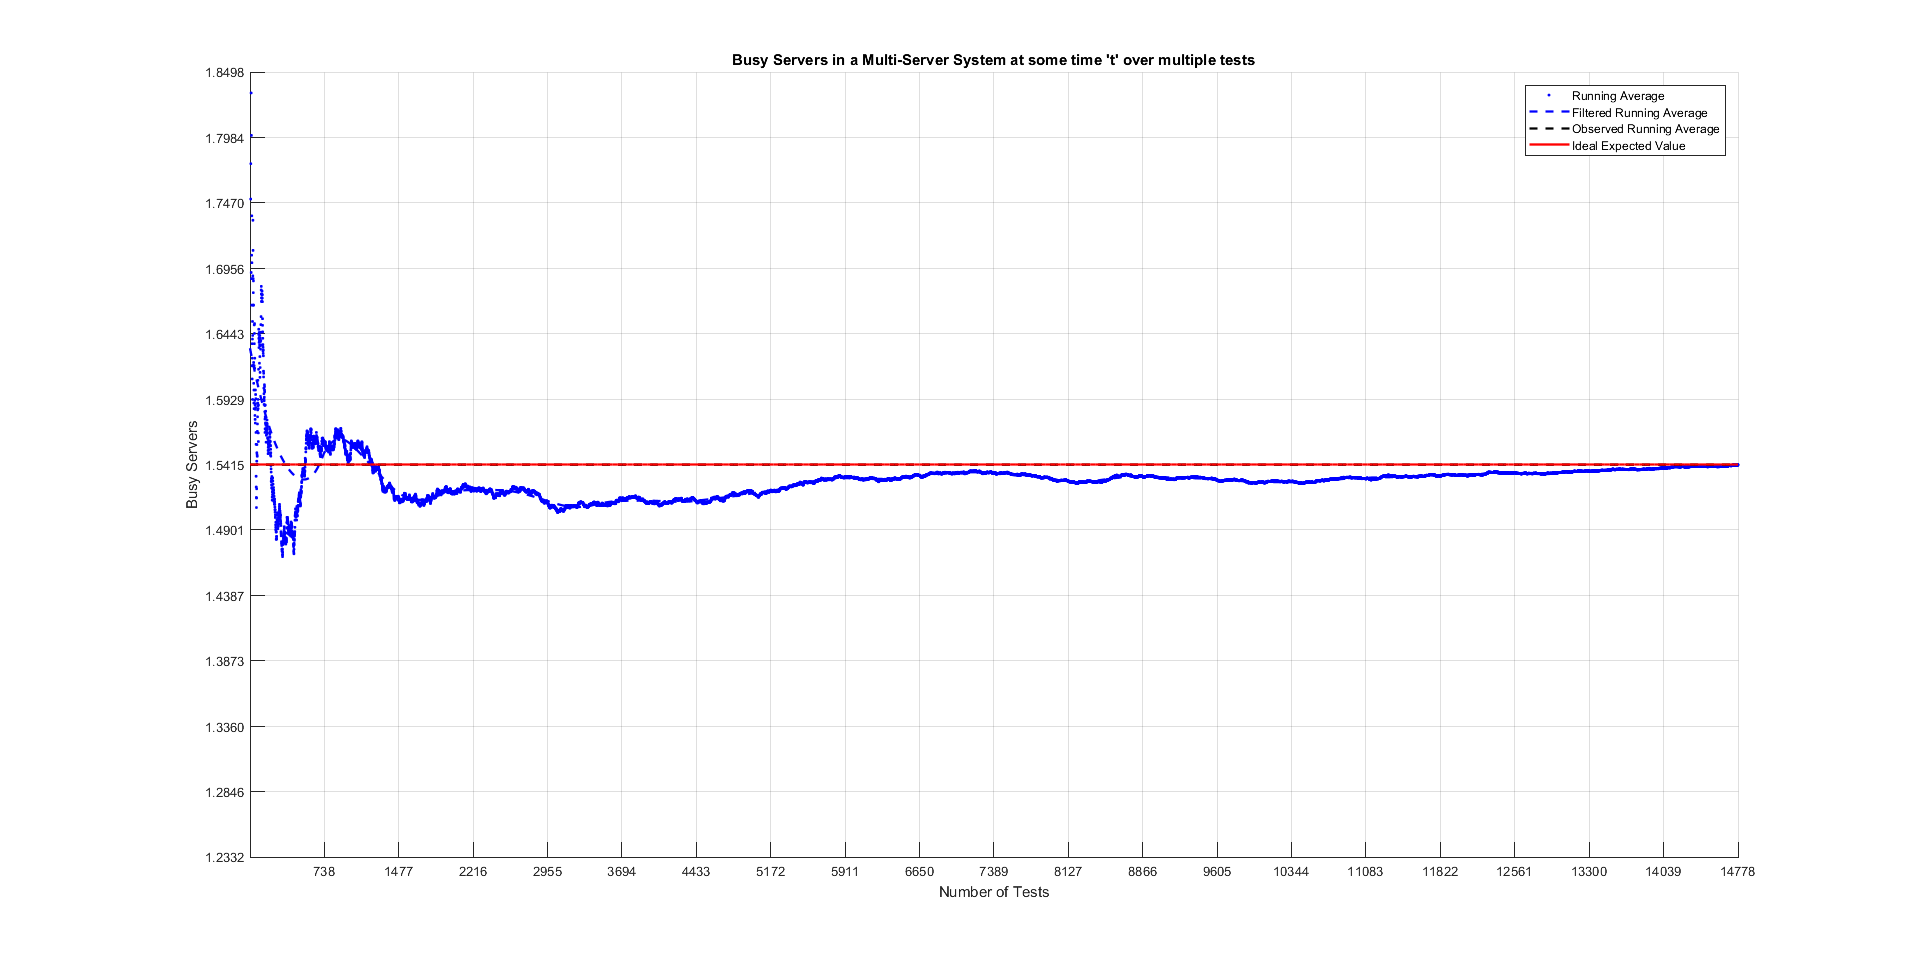 Busy Servers in a Multi-Server System at some time 't' over multiple tests
1.8498
1.7984
1.7470
1.6956
1.6443
1.5929
1.5415
1.4901
1.4387
1.3873
1.3360
1.2846
1.2332
Busy Servers
Running Average
Filtered Running Average
Observed Running Average
Ideal Expected Value
738 1477 2216 2955 3694 4433 5172 5911 6650 7389 8127 8866 9605 10344 11083 11822 12561 13300 14039 14778
Number of Tests